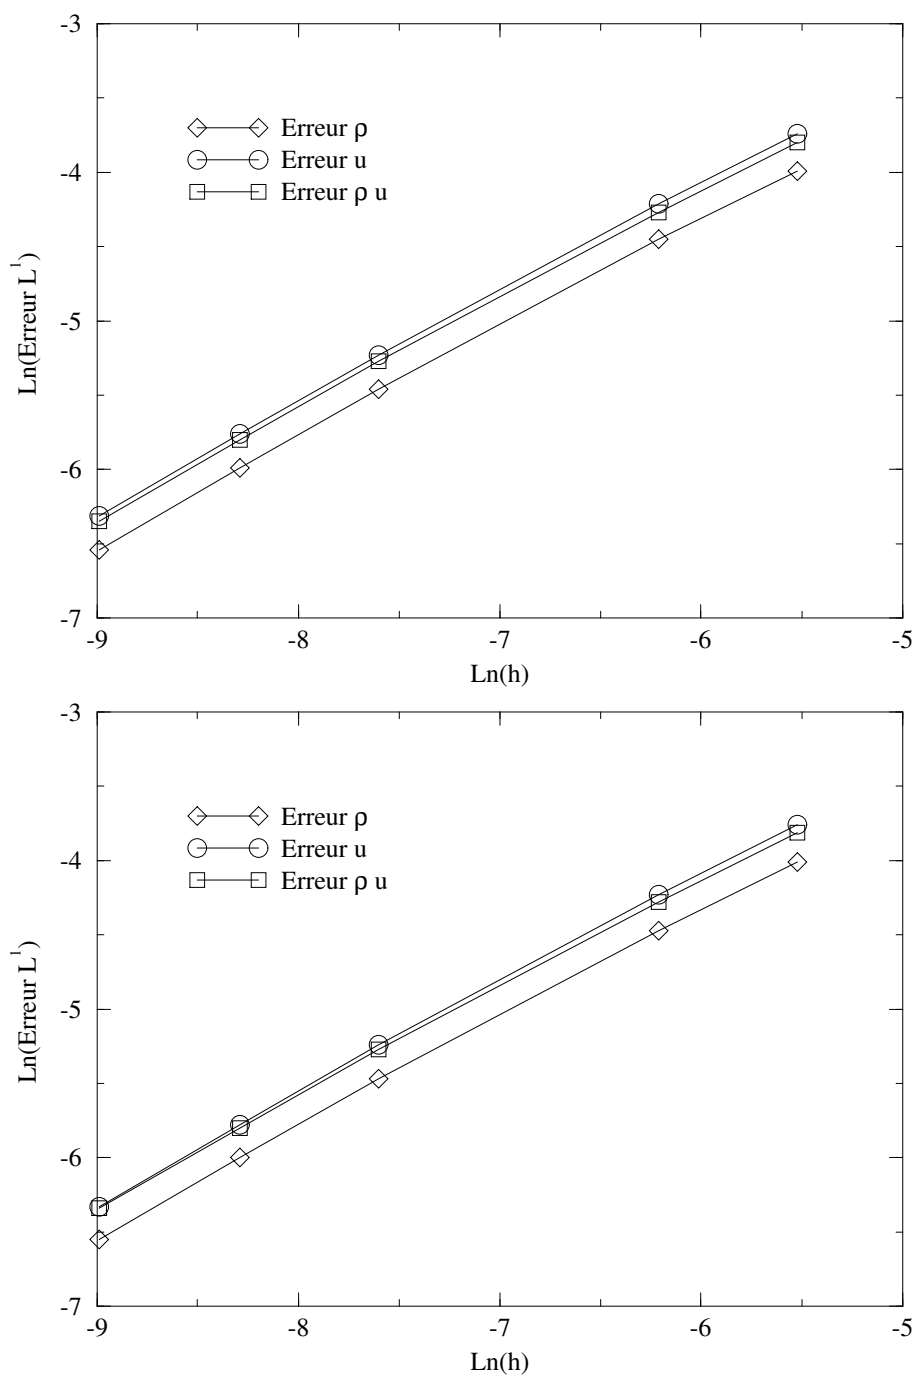 -3
Erreur ρ
Erreur u
Erreur ρ u
-4
-5
-6
-7
Ln(Erreur L¹)
-9 -8 -7 -6 -5
Ln(h)
-3
Erreur ρ
Erreur u
Erreur ρ u
-4
-5
-6
-7
Ln(Erreur L¹)
-9 -8 -7 -6 -5
Ln(h)